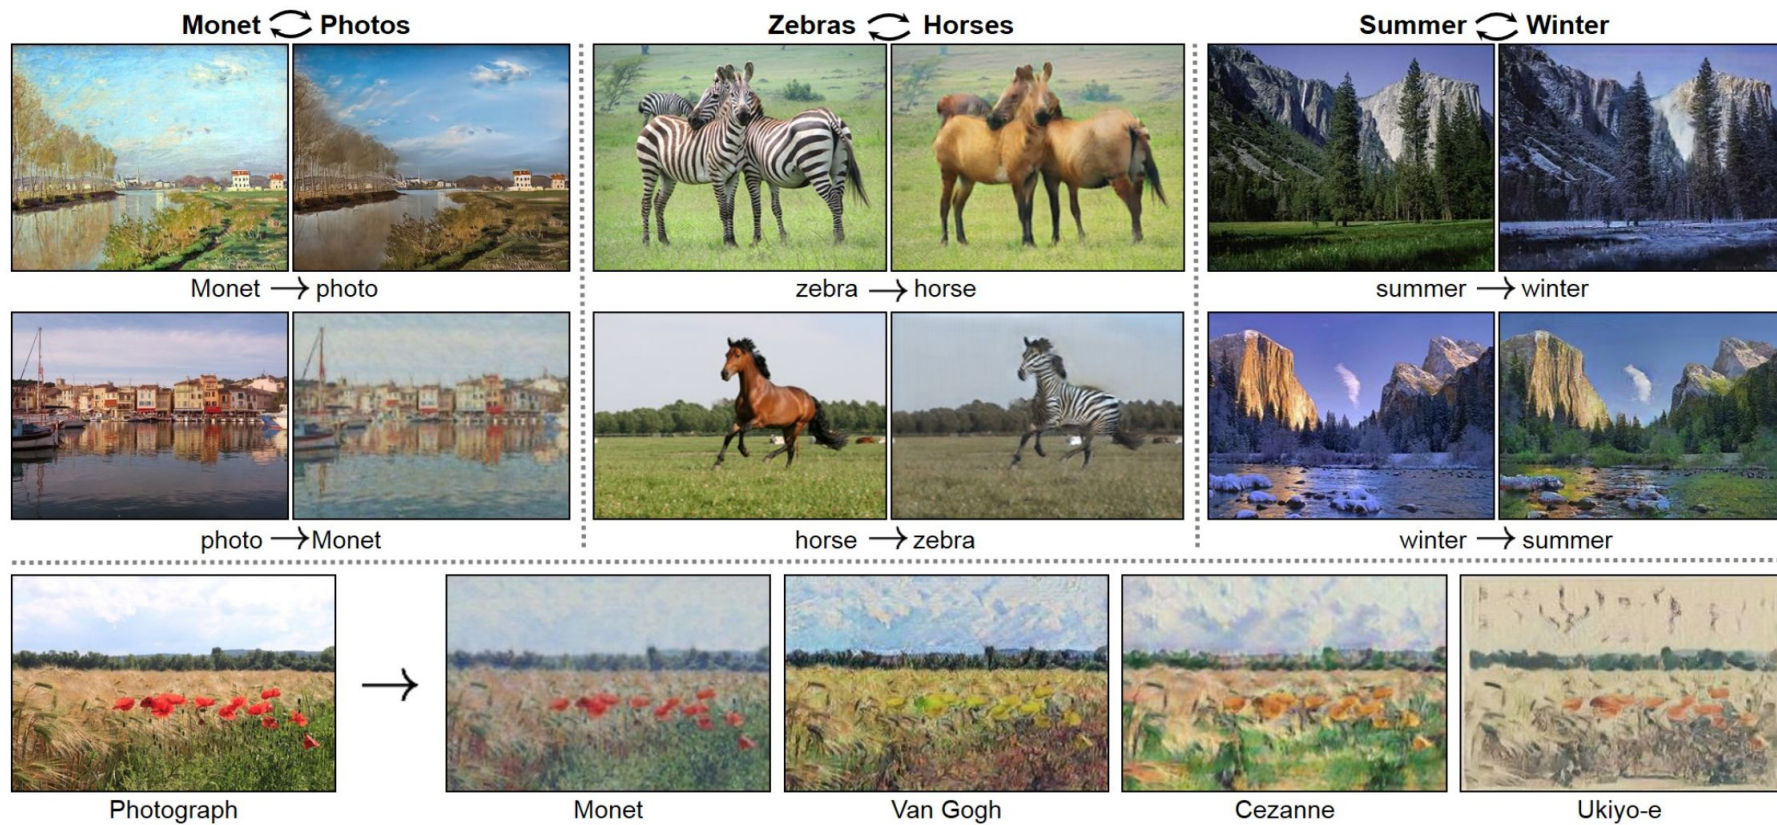 Monet Photos
Zebras Horses
Summer Winter
Monet → photo
zebra → horse
summer → winter
photo → Monet
horse → zebra
winter → summer
Photograph
Monet
Van Gogh
Cezanne
Ukiyo-e